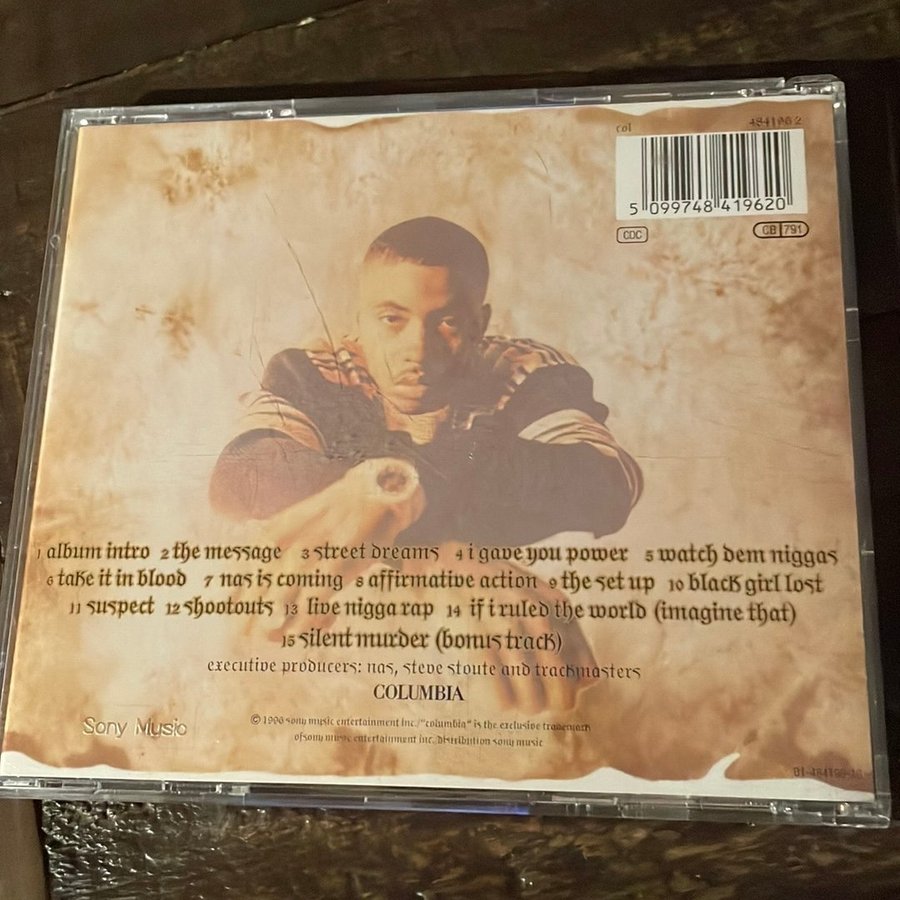 col 484196 2
5 099748 419620
CDC CB 791
1 album intro 2 the message 3 street dreams 4 i gave you power 5 watch dem niggas
6 take it in blood 7 nas is coming 8 affirmative action 9 the set up 10 black girl lost
11 suspect 12 shootouts 13 live nigga rap 14 if i ruled the world (imagine that)
15 silent murder (bonus track)
executive producers: nas, steve stoute and trackmasters
COLUMBIA
Sony Music
© 1996 sony music entertainment inc./"columbia" is the exclusive trademark
of sony music entertainment inc. distribution sony music